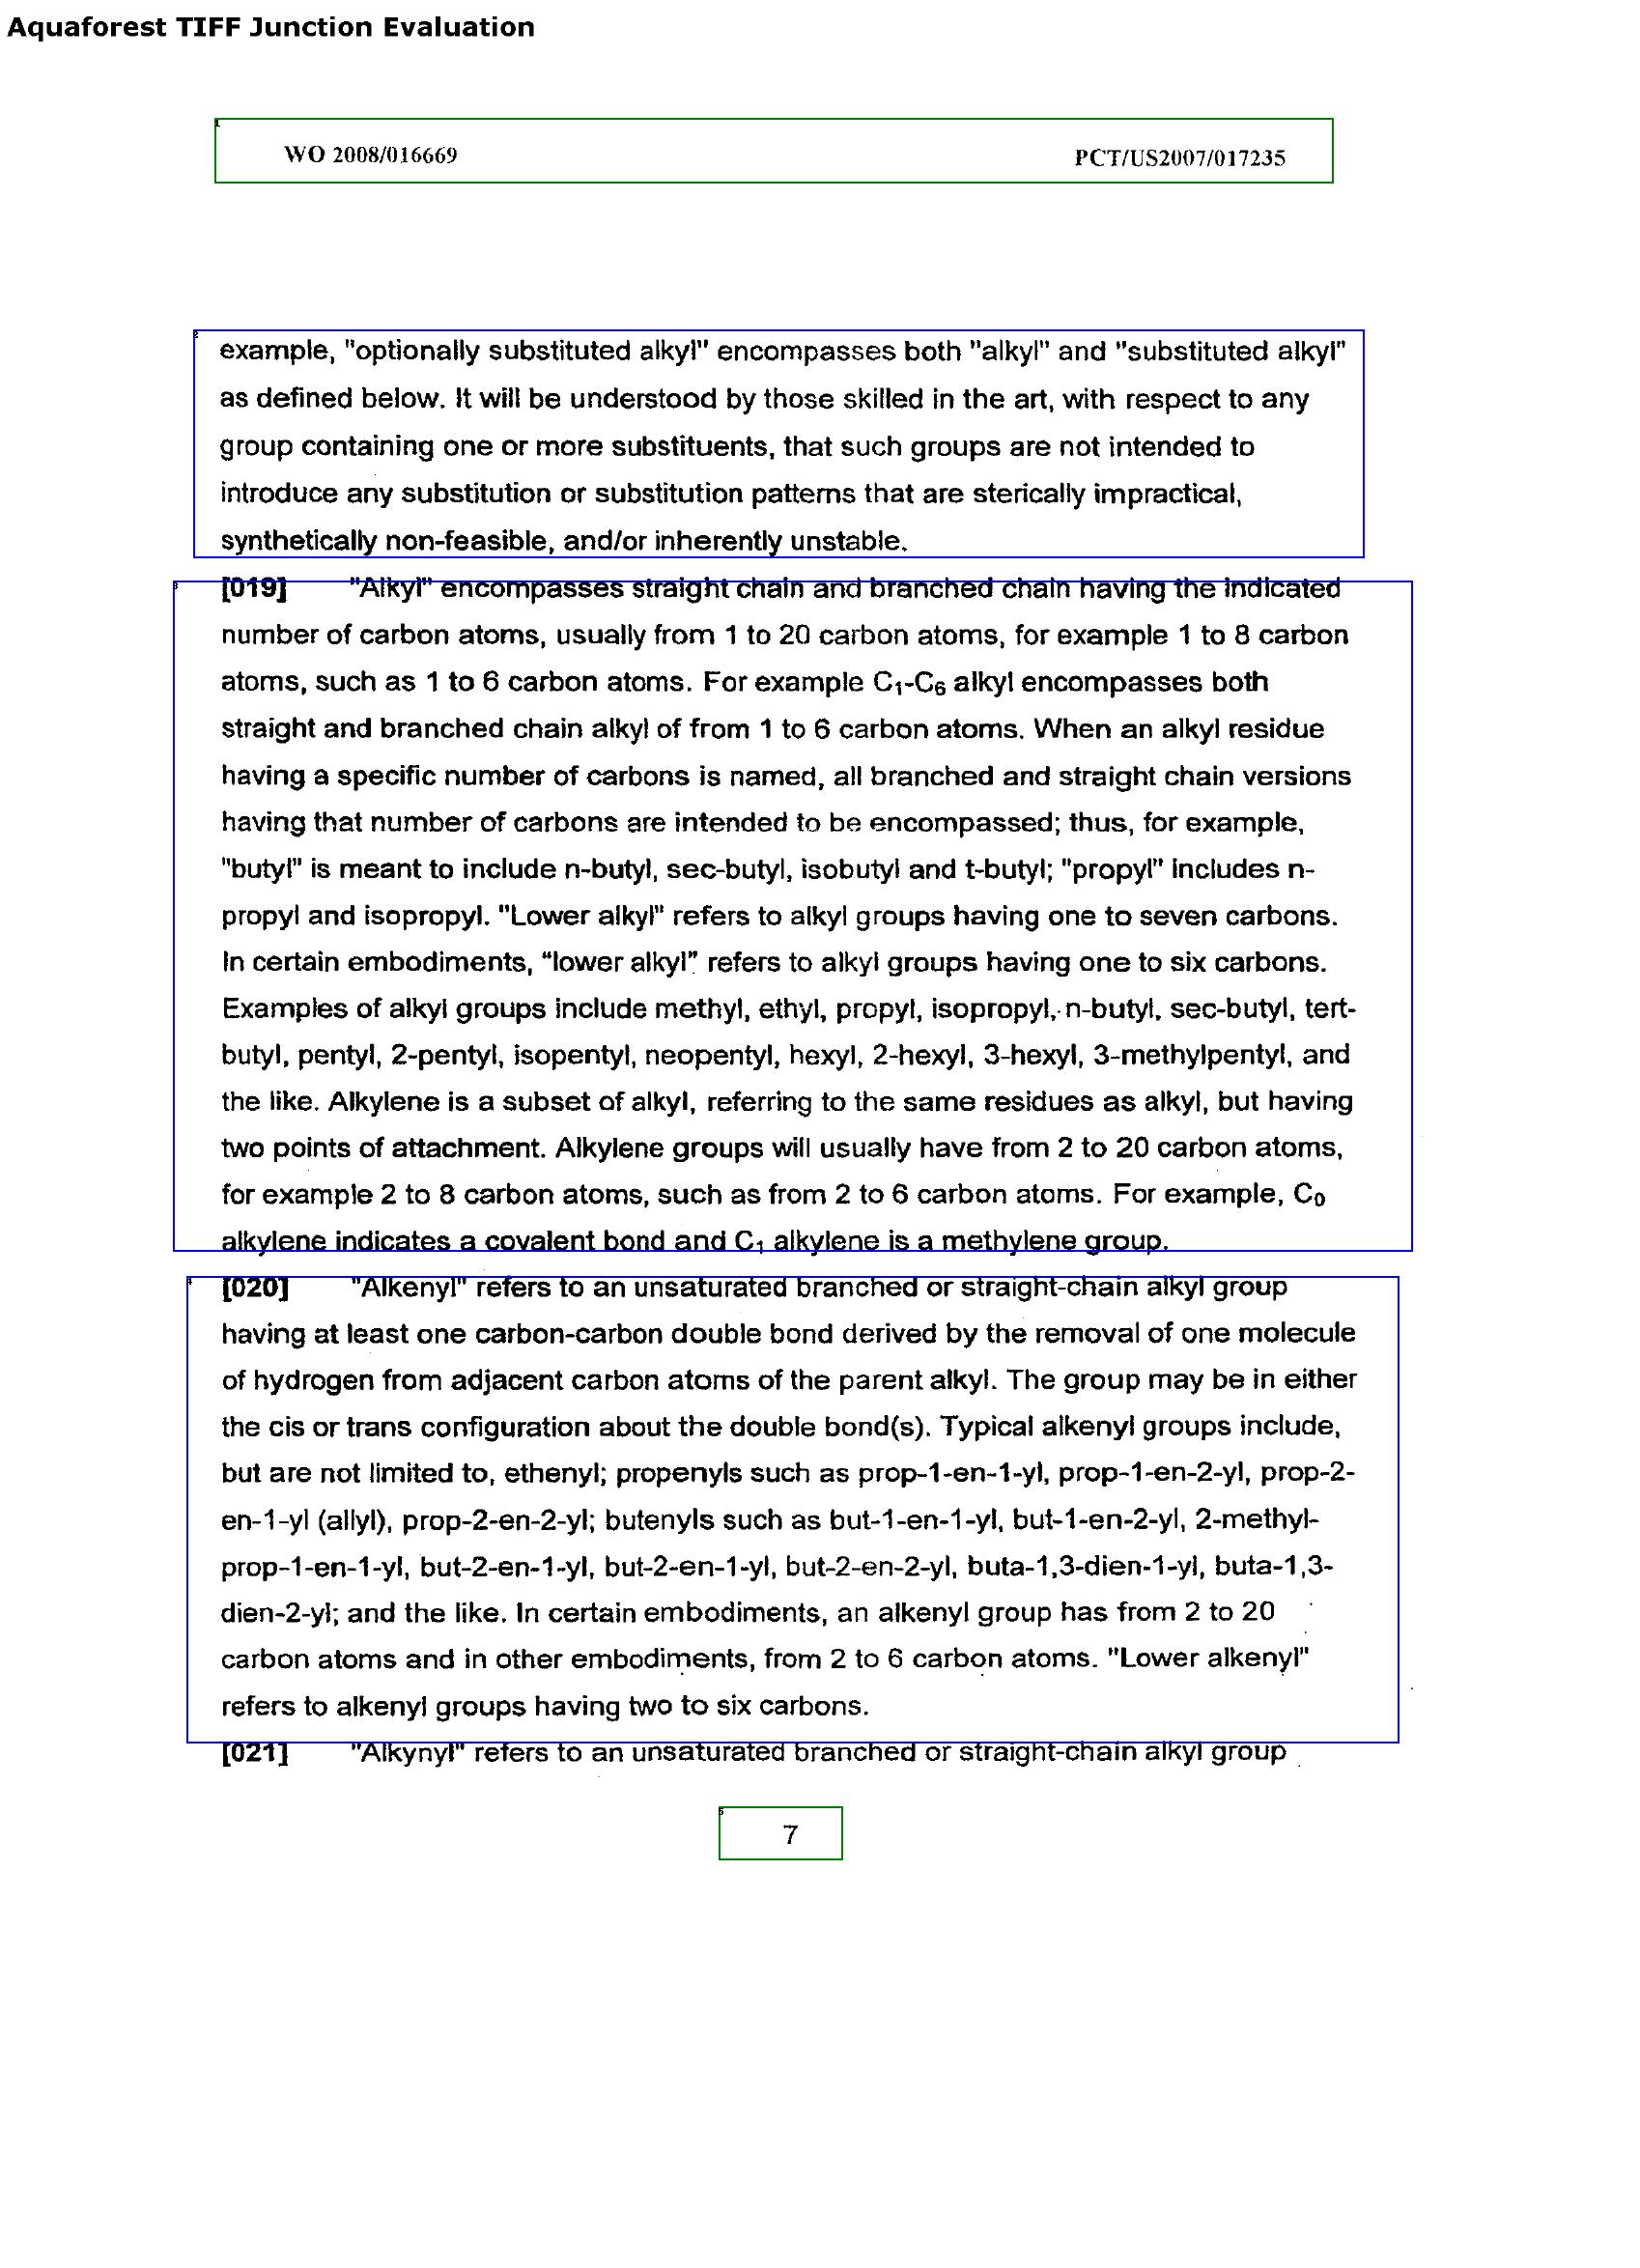 Aquaforest TIFF Junction Evaluation
WO 2008/016669 PCT/US2007/017235
example, "optionally substituted alkyl" encompasses both "alkyl" and "substituted alkyl"
as defined below. It will be understood by those skilled in the art, with respect to any
group containing one or more substituents, that such groups are not intended to
introduce any substitution or substitution patterns that are sterically impractical,
synthetically non-feasible, and/or inherently unstable.
[019] "Alkyl" encompasses straight chain and branched chain having the indicated
number of carbon atoms, usually from 1 to 20 carbon atoms, for example 1 to 8 carbon
atoms, such as 1 to 6 carbon atoms. For example C₁-C₆ alkyl encompasses both
straight and branched chain alkyl of from 1 to 6 carbon atoms. When an alkyl residue
having a specific number of carbons is named, all branched and straight chain versions
having that number of carbons are intended to be encompassed; thus, for example,
"butyl" is meant to include n-butyl, sec-butyl, isobutyl and t-butyl; "propyl" includes n-
propyl and isopropyl. "Lower alkyl" refers to alkyl groups having one to seven carbons.
In certain embodiments, “lower alkyl” refers to alkyl groups having one to six carbons.
Examples of alkyl groups include methyl, ethyl, propyl, isopropyl, n-butyl, sec-butyl, tert-
butyl, pentyl, 2-pentyl, isopentyl, neopentyl, hexyl, 2-hexyl, 3-hexyl, 3-methylpentyl, and
the like. Alkylene is a subset of alkyl, referring to the same residues as alkyl, but having
two points of attachment. Alkylene groups will usually have from 2 to 20 carbon atoms,
for example 2 to 8 carbon atoms, such as from 2 to 6 carbon atoms. For example, C₀
alkylene indicates a covalent bond and C₁ alkylene is a methylene group.
[020] "Alkenyl" refers to an unsaturated branched or straight-chain alkyl group
having at least one carbon-carbon double bond derived by the removal of one molecule
of hydrogen from adjacent carbon atoms of the parent alkyl. The group may be in either
the cis or trans configuration about the double bond(s). Typical alkenyl groups include,
but are not limited to, ethenyl; propenyls such as prop-1-en-1-yl, prop-1-en-2-yl, prop-2-
en-1-yl (allyl), prop-2-en-2-yl; butenyls such as but-1-en-1-yl, but-1-en-2-yl, 2-methyl-
prop-1-en-1-yl, but-2-en-1-yl, but-2-en-1-yl, but-2-en-2-yl, buta-1,3-dien-1-yl, buta-1,3-
dien-2-yl; and the like. In certain embodiments, an alkenyl group has from 2 to 20
carbon atoms and in other embodiments, from 2 to 6 carbon atoms. "Lower alkenyl"
refers to alkenyl groups having two to six carbons.
[021] "Alkynyl" refers to an unsaturated branched or straight-chain alkyl group
7